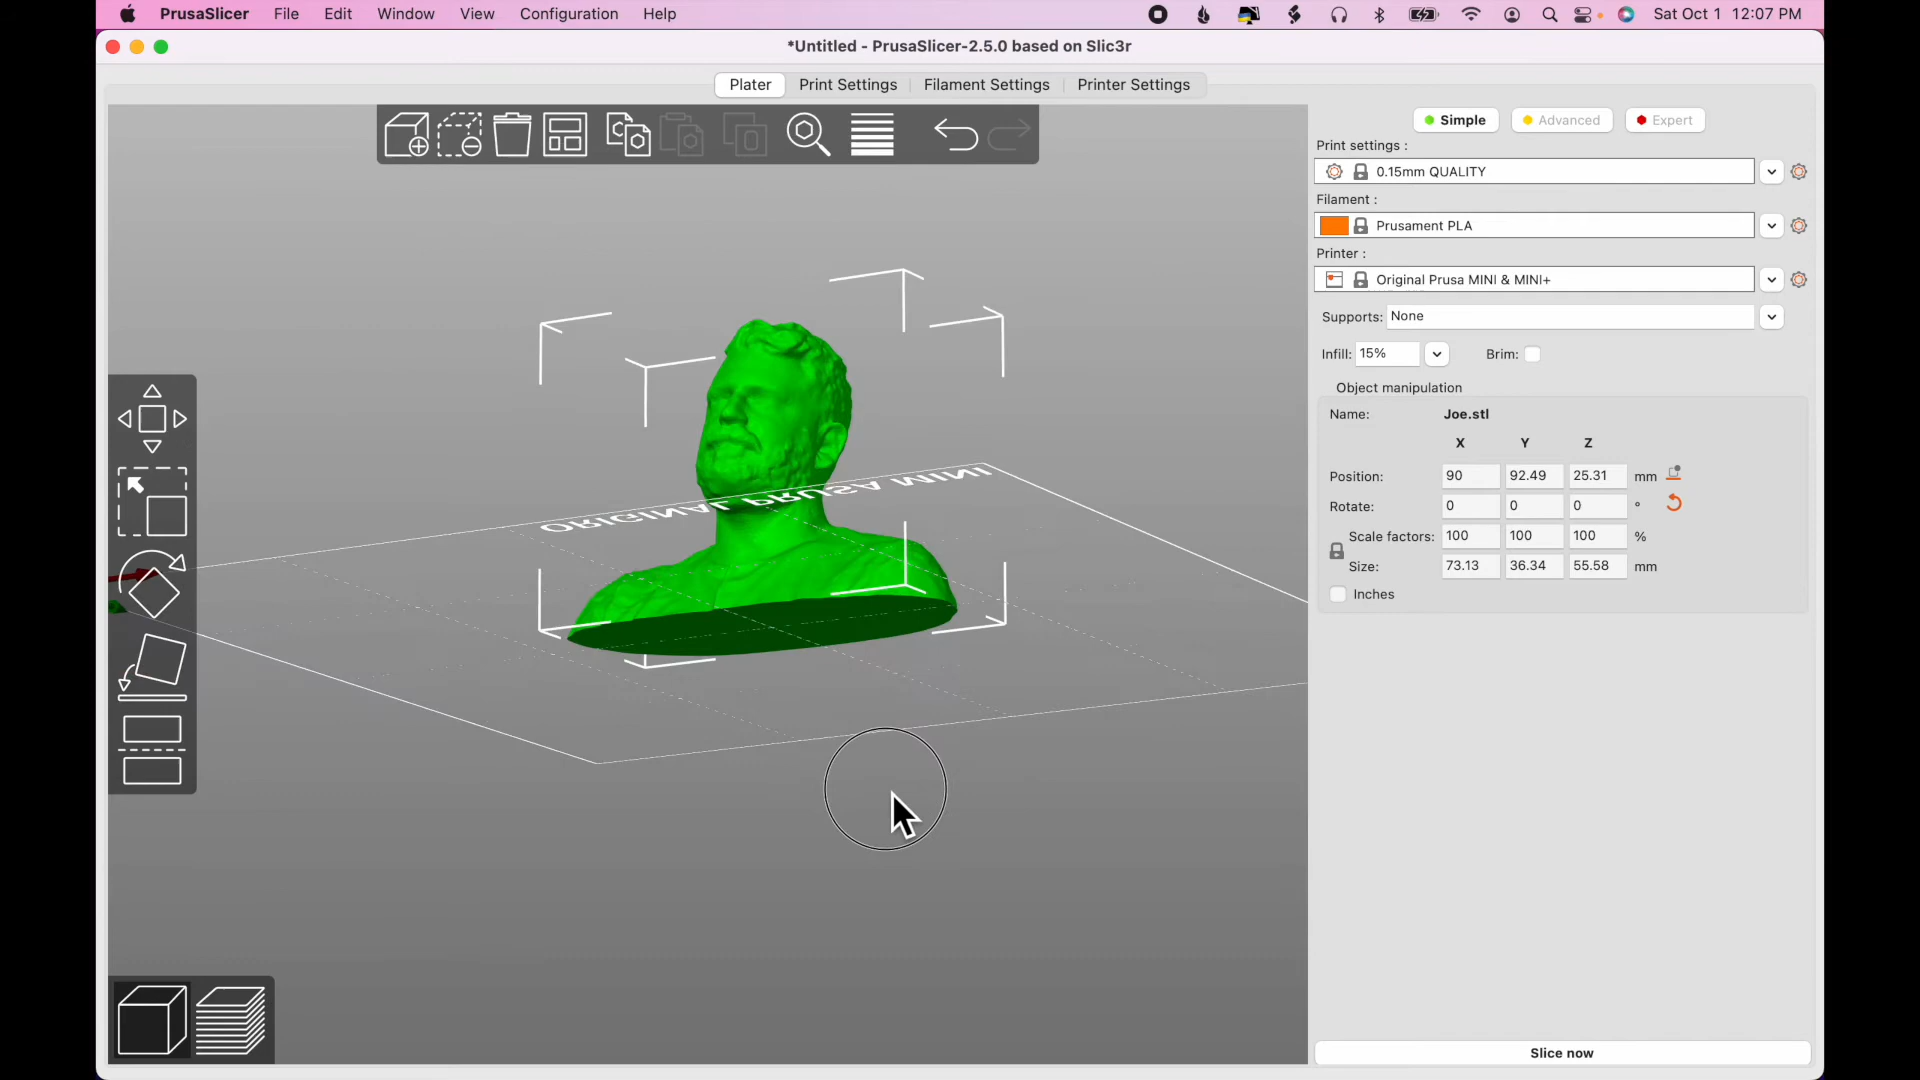 PrusaSlicer File Edit Window View Configuration Help Sat Oct 1 12:07 PM
*Untitled - PrusaSlicer-2.5.0 based on Slic3r
Plater Print Settings Filament Settings Printer Settings
Simple Advanced Expert
Print settings :
0.15mm QUALITY
Filament :
Prusament PLA
Printer :
Original Prusa MINI & MINI+
Supports: None
Infill: 15% Brim:
Object manipulation
Name: Joe.stl
X Y Z
Position: 90 92.49 25.31 mm
Rotate: 0 0 0 °
Scale factors: 100 100 100 %
Size: 73.13 36.34 55.58 mm
Inches
ORIGINAL PRUSA MINI
Slice now